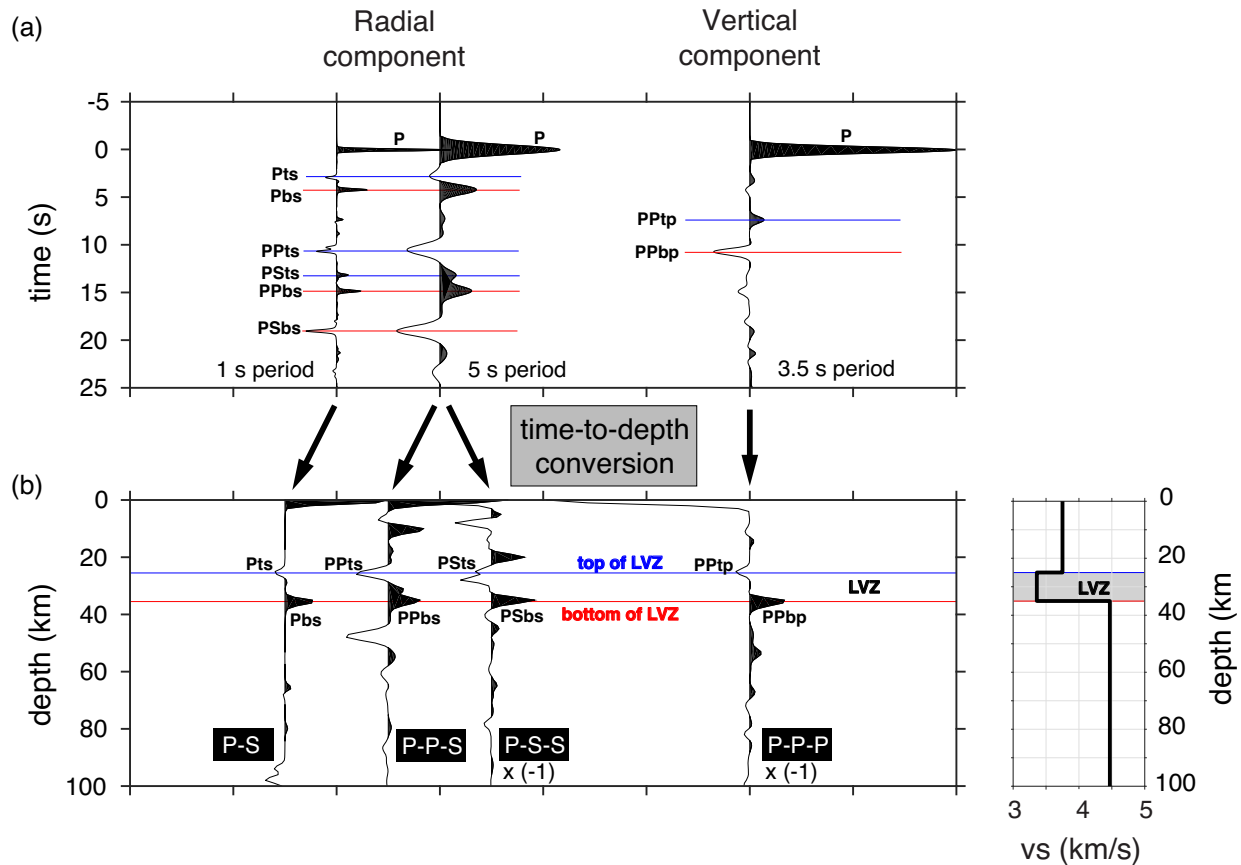 (a)
Radial
component
Vertical
component
-5
0
5
10
15
20
25
time (s)
P
P
P
Pts
Pbs
PPts
PSts
PPbs
PSbs
PPtp
PPbp
1 s period
5 s period
3.5 s period
time-to-depth
conversion
(b)
0
20
40
60
80
100
depth (km)
Pts
PPts
PSts
top of LVZ
PPtp
LVZ
Pbs
PPbs
PSbs
bottom of LVZ
PPbp
P-S
P-P-S
P-S-S
x (-1)
P-P-P
x (-1)
LVZ
0
20
40
60
80
100
depth (km
3 4 5
vs (km/s)